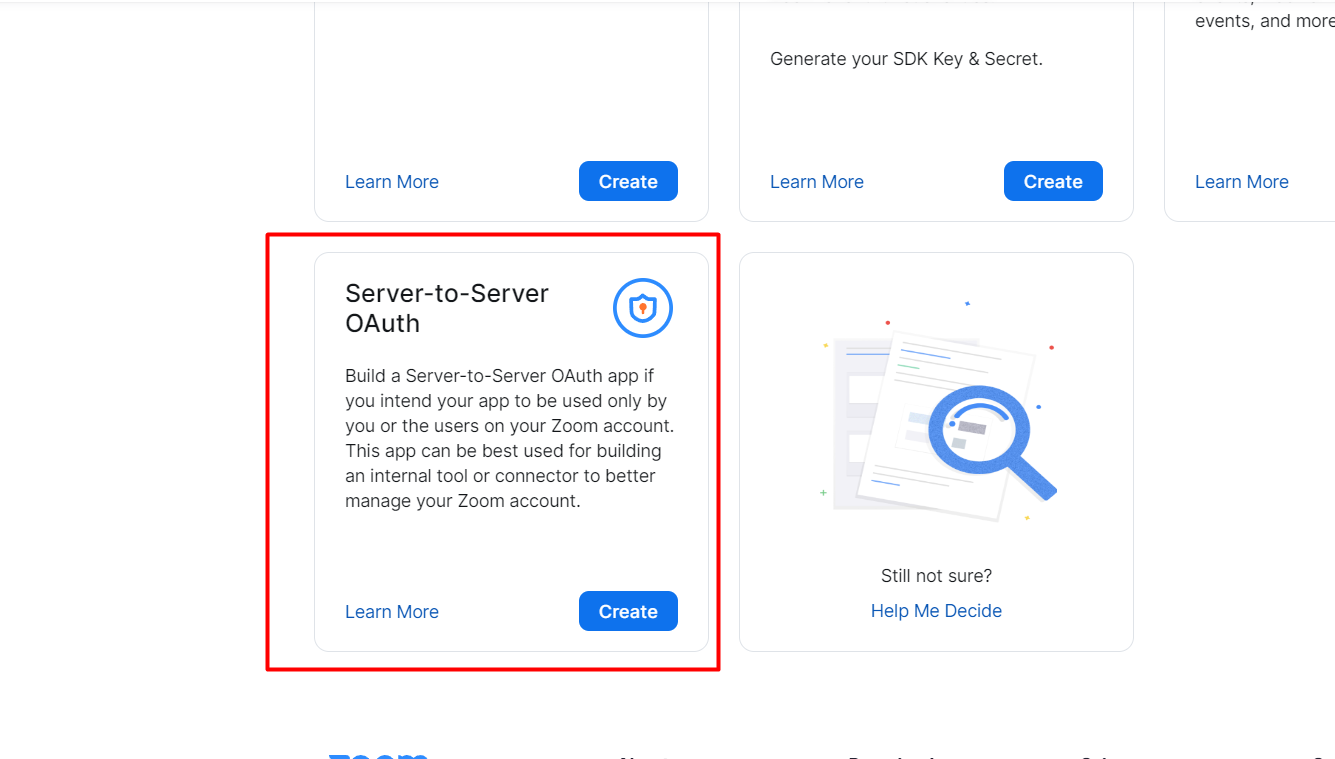 events, and more
Generate your SDK Key & Secret.
Learn More
Create
Learn More
Create
Learn More
Server-to-Server
OAuth
Build a Server-to-Server OAuth app if
you intend your app to be used only by
you or the users on your Zoom account.
This app can be best used for building
an internal tool or connector to better
manage your Zoom account.
Learn More
Create
Still not sure?
Help Me Decide
zoom